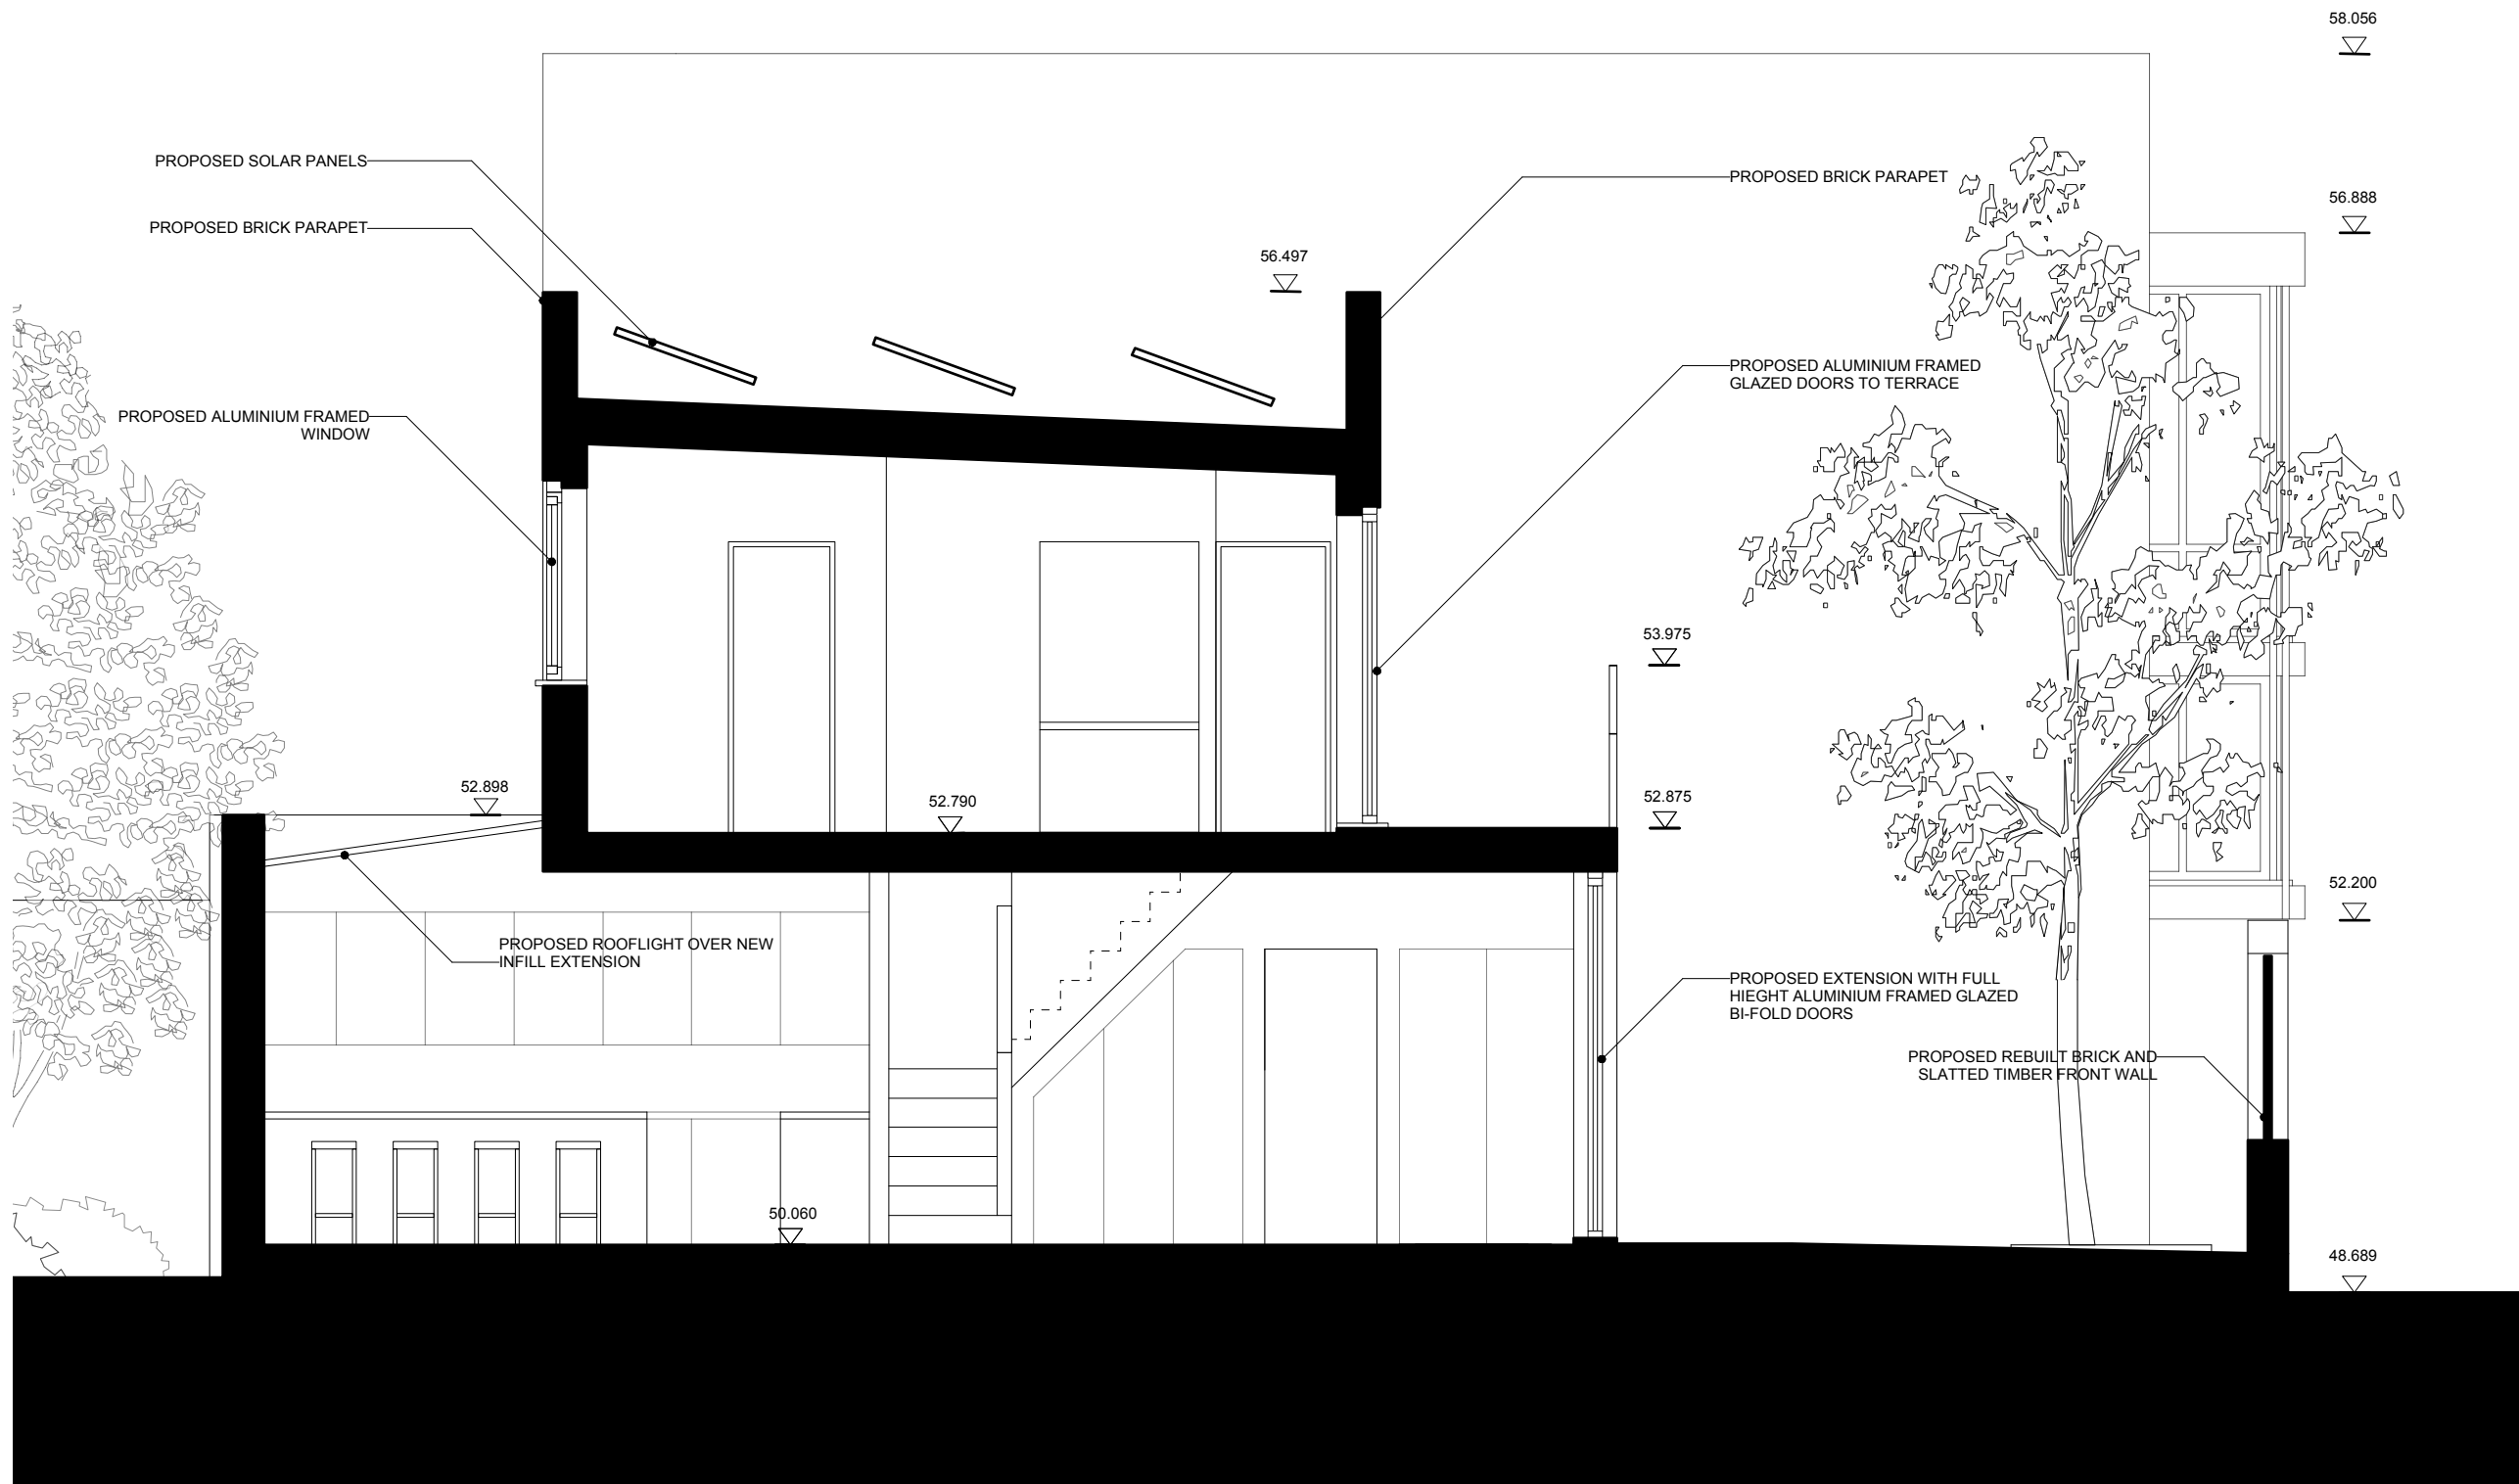 58.056
PROPOSED SOLAR PANELS
PROPOSED BRICK PARAPET
56.888
PROPOSED BRICK PARAPET
56.497
PROPOSED ALUMINIUM FRAMED
GLAZED DOORS TO TERRACE
PROPOSED ALUMINIUM FRAMED
WINDOW
53.975
52.898
52.790
52.875
52.200
PROPOSED ROOFLIGHT OVER NEW
INFILL EXTENSION
PROPOSED EXTENSION WITH FULL
HIEGHT ALUMINIUM FRAMED GLAZED
BI-FOLD DOORS
PROPOSED REBUILT BRICK AND
SLATTED TIMBER FRONT WALL
50.060
48.689